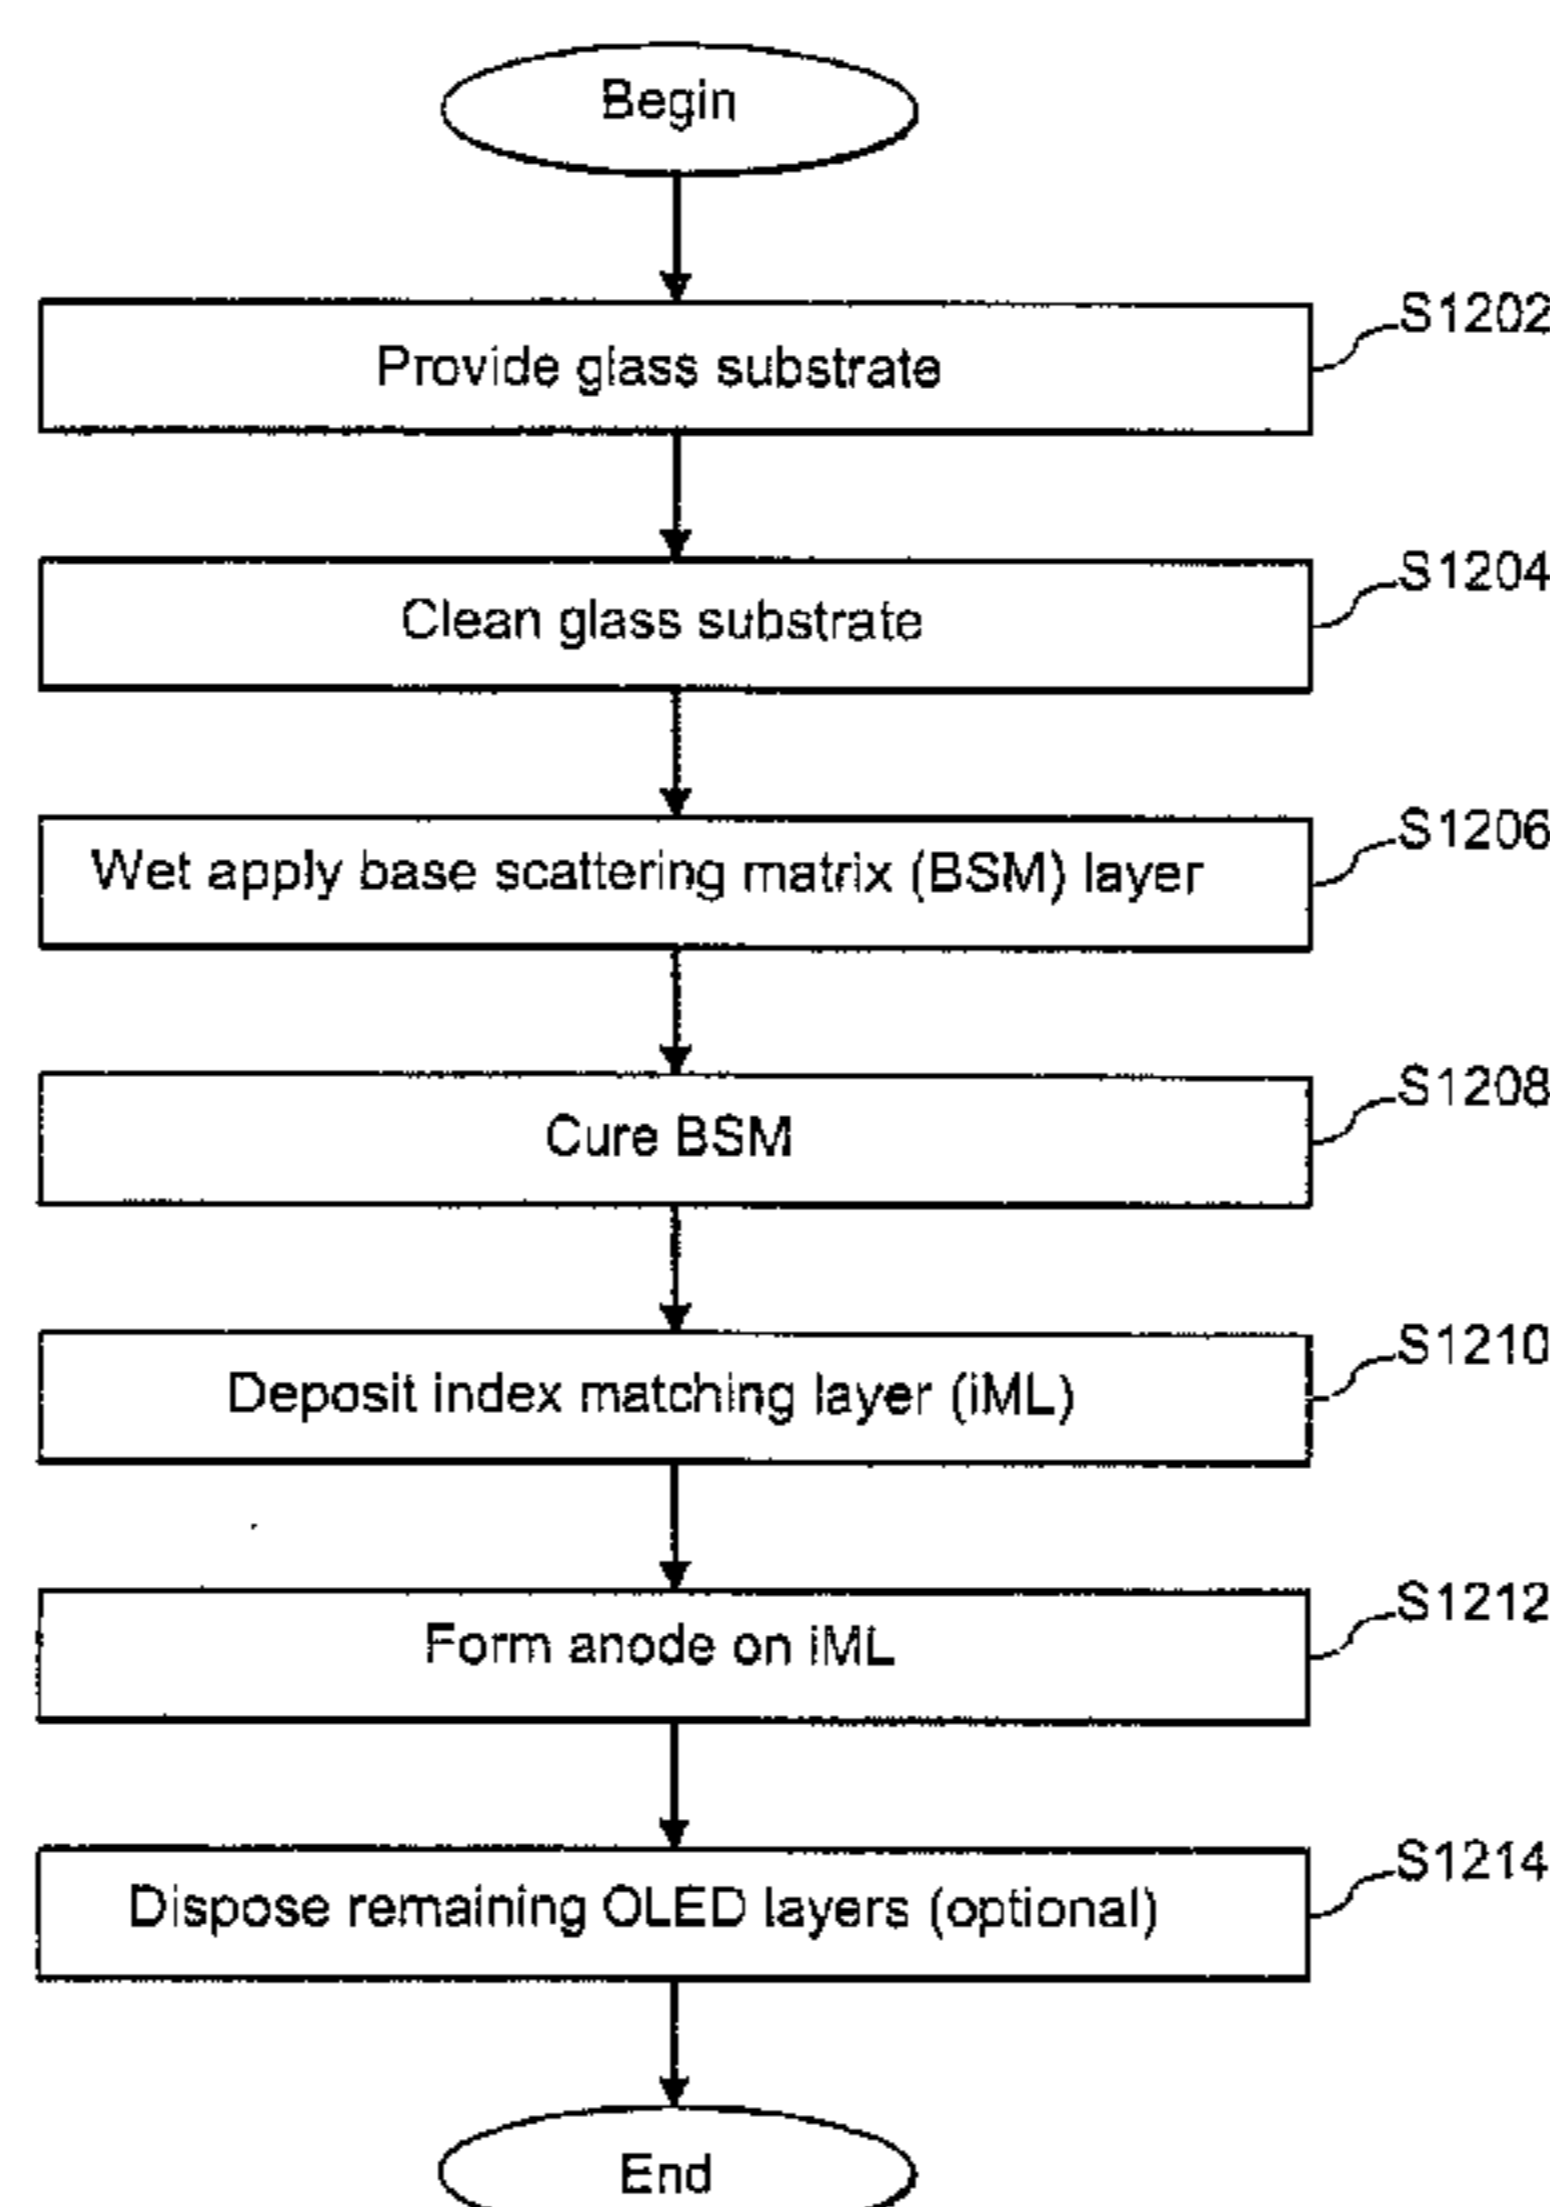 Begin
Provide glass substrate
S1202
Clean glass substrate
S1204
Wet apply base scattering matrix (BSM) layer
S1206
Cure BSM
S1208
Deposit index matching layer (iML)
S1210
Form anode on iML
S1212
Dispose remaining OLED layers (optional)
S1214
End